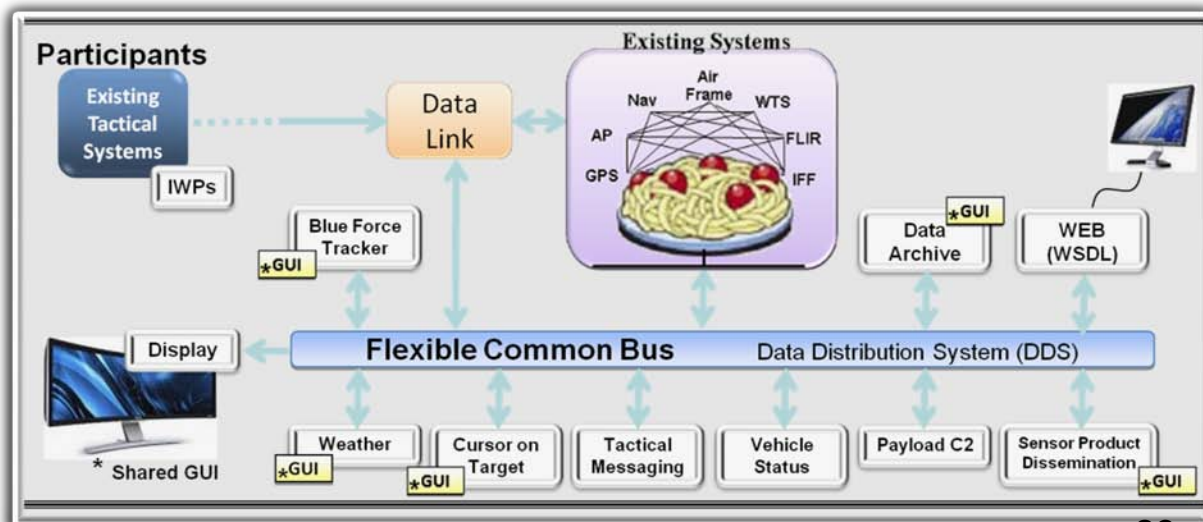 Participants
Existing
Tactical
Systems
IWPs
Data
Link
Existing Systems
Air
Frame
Nav
WTS
AP
FLIR
GPS
IFF
Blue Force
Tracker
*GUI
Data
Archive
*GUI
WEB
(WSDL)
Display
Flexible Common Bus
Data Distribution System (DDS)
* Shared GUI
Weather
*GUI
Cursor on
Target
*GUI
Tactical
Messaging
Vehicle
Status
Payload C2
Sensor Product
Dissemination
*GUI